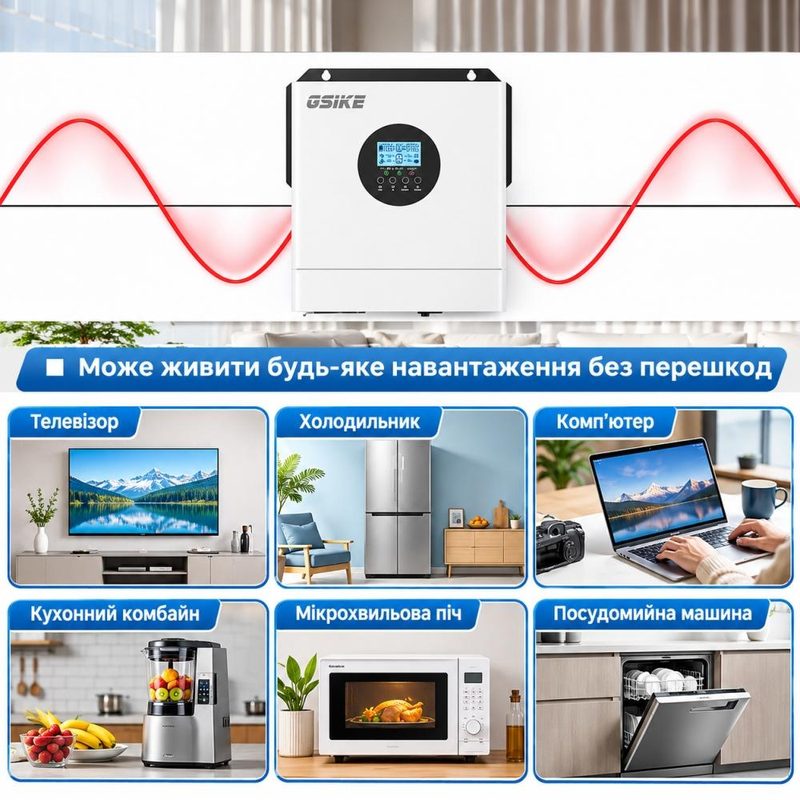 GSIKE
Може живити будь-яке навантаження без перешкод
Телевізор
Холодильник
Комп’ютер
Кухонний комбайн
Мікрохвильова піч
Посудомийна машина